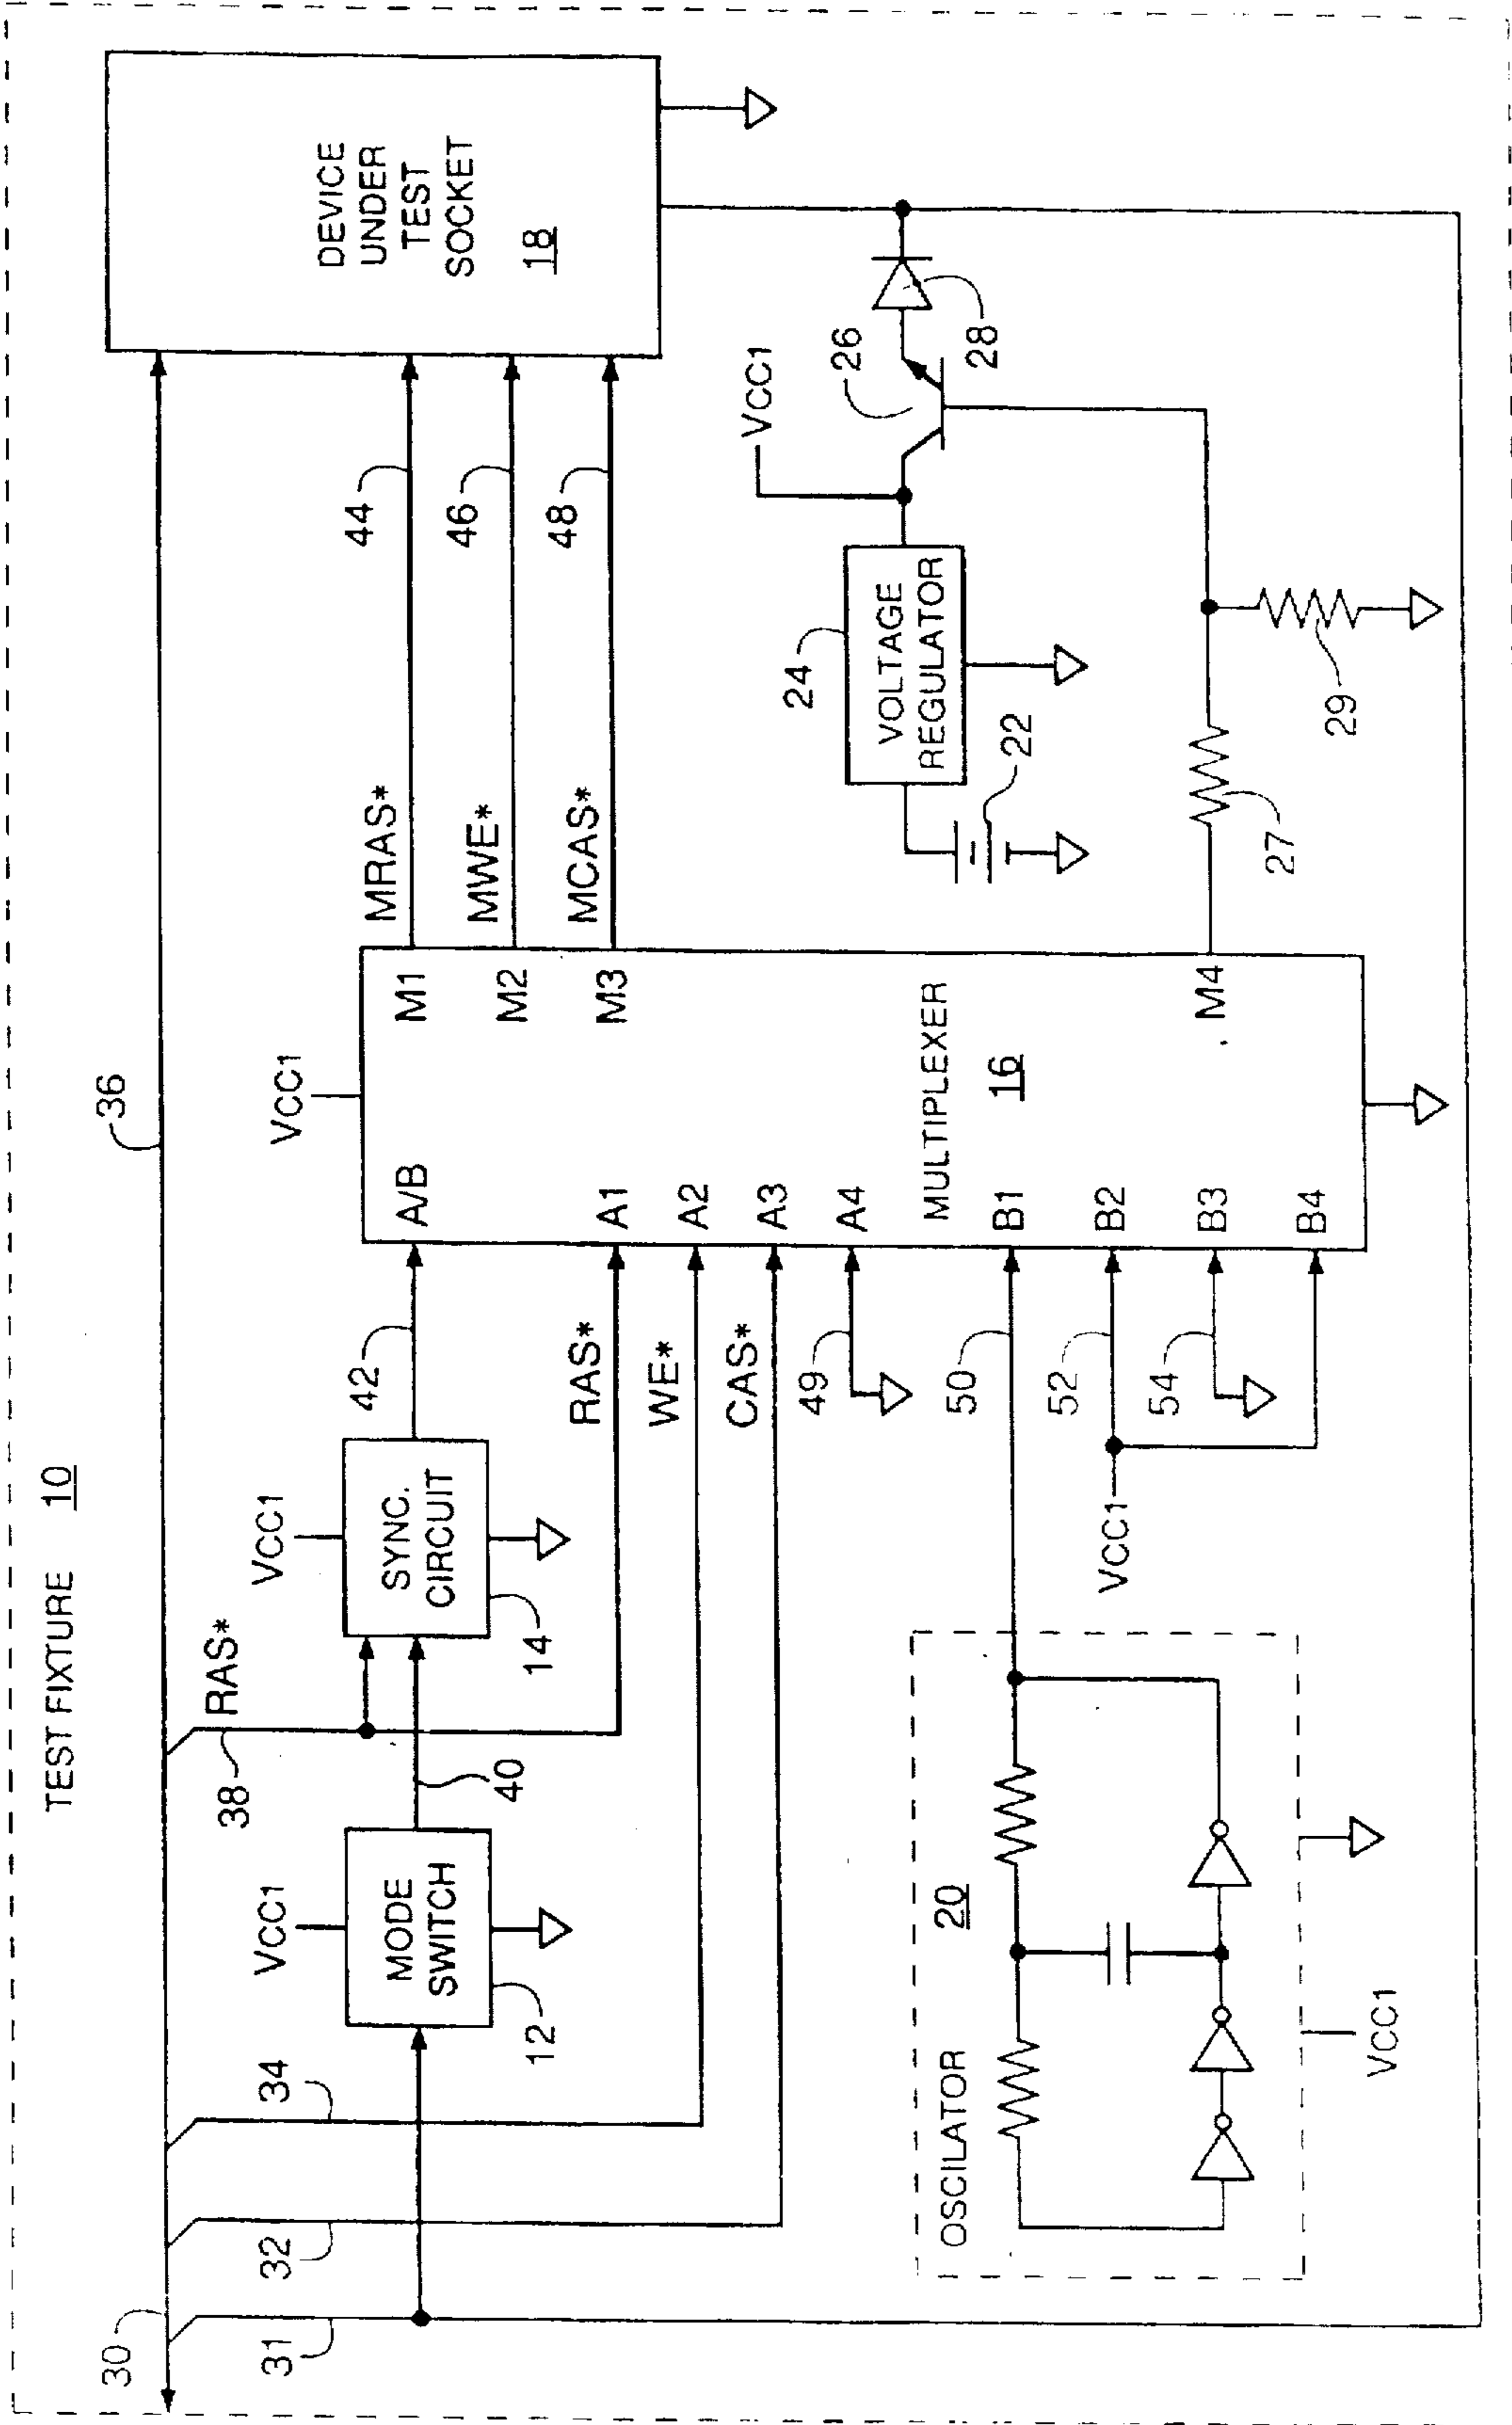 TEST FIXTURE 10
30
36
31
32
34
38
RAS*
VCC1
MODE
SWITCH
12
40
VCC1
SYNC.
CIRCUIT
14
42
RAS*
WE*
CAS*
49
50
52
54
VCC1
OSCILATOR
20
VCC1
VCC1
A/B
A1
A2
A3
A4
B1
B2
B3
B4
MULTIPLEXER
16
M1
M2
M3
M4
MRAS*
MWE*
MCAS*
44
46
48
DEVICE
UNDER
TEST
SOCKET
18
22
24
VOLTAGE
REGULATOR
VCC1
26
28
27
29